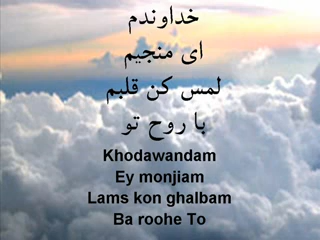 خداوندم
ای منجیم
لمس کن قلبم
با روح تو
Khodawandam
Ey monjiam
Lams kon ghalbam
Ba roohe To